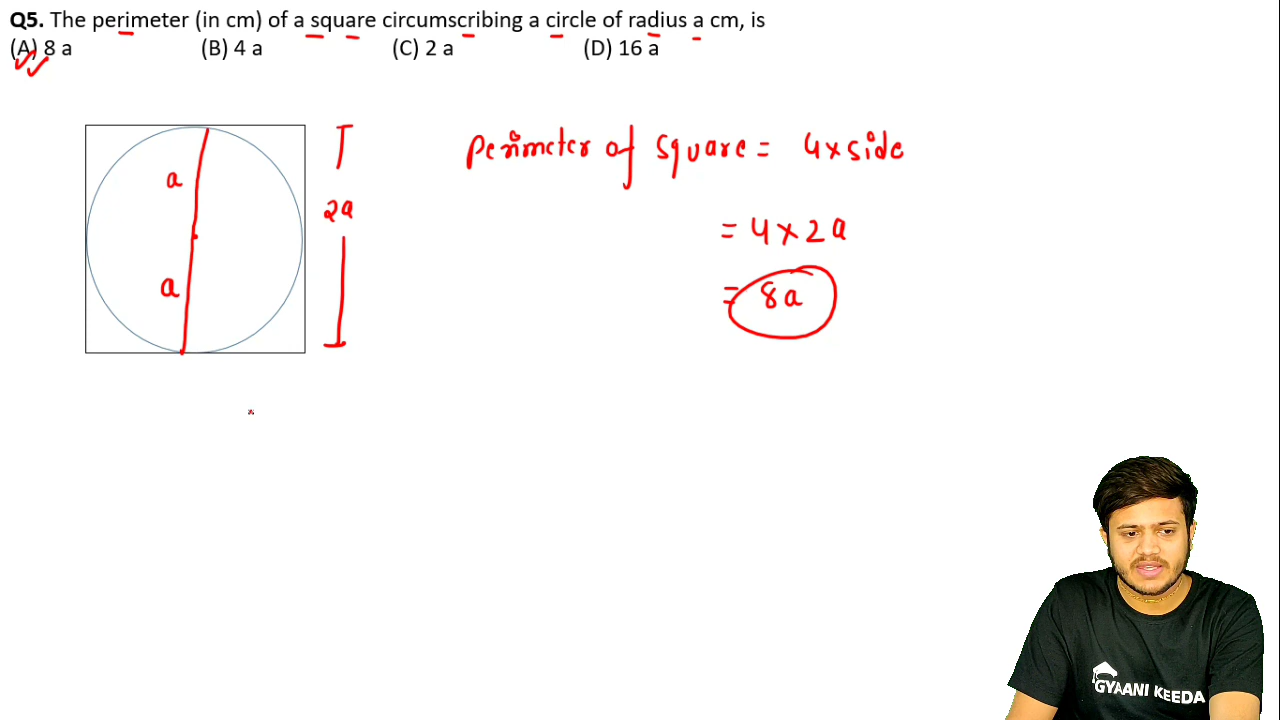 Q5. The perimeter (in cm) of a square circumscribing a circle of radius a cm, is
(A) 8 a (B) 4 a (C) 2 a (D) 16 a
a
2a
a
Perimeter of square = 4 × side
= 4 × 2a
= 8a
GYAANI KEEDA